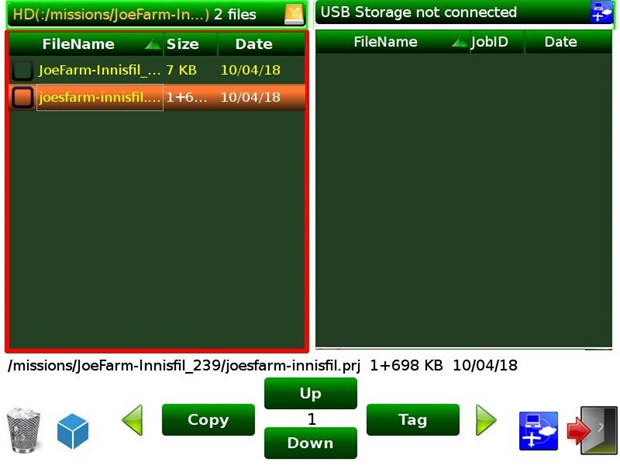 HD(:/missions/JoeFarm-In...) 2 files
USB Storage not connected
FileName Size Date
FileName JobID Date
JoeFarm-Innisfil_... 7 KB 10/04/18
joesfarm-innisfil.... 1+6... 10/04/18
/missions/JoeFarm-Innisfil_239/joesfarm-innisfil.prj 1+698 KB 10/04/18
Up
Copy 1 Tag
Down